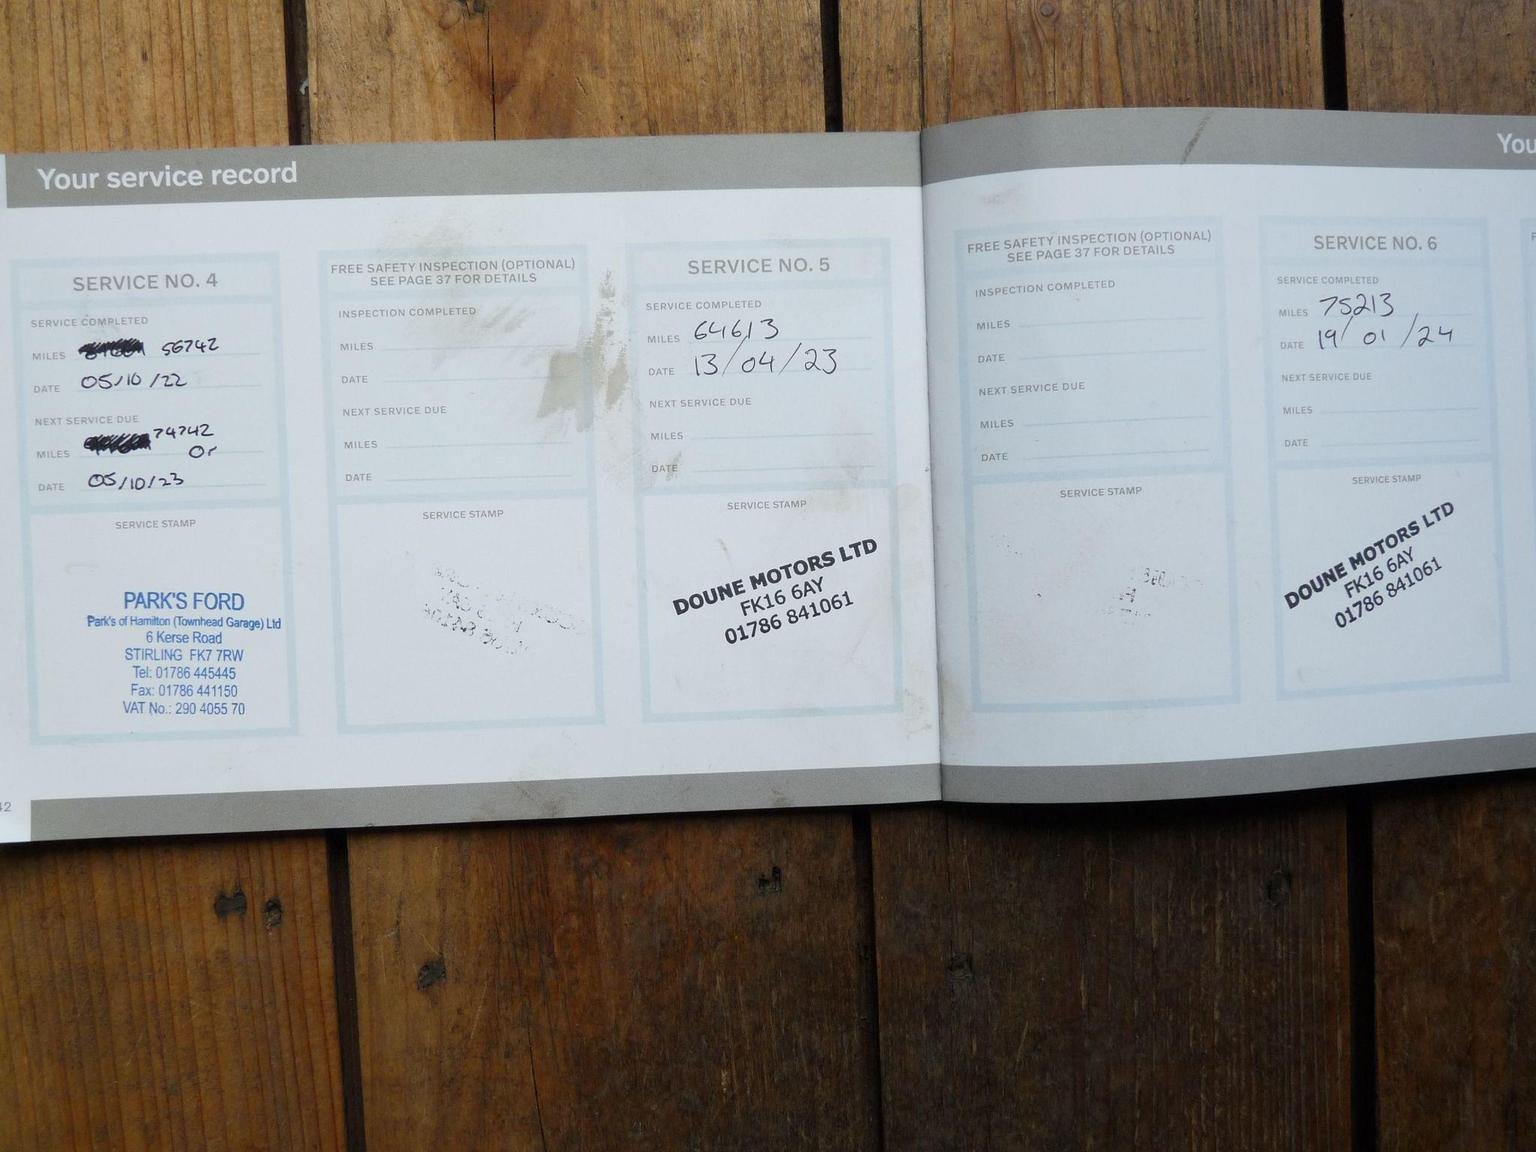 Your service record
You
SERVICE NO. 4
SERVICE COMPLETED
MILES 56742
DATE 05/10/22
NEXT SERVICE DUE
MILES 74742
Or
DATE 05/10/23
SERVICE STAMP
PARK'S FORD
Park's of Hamilton (Townhead Garage) Ltd
6 Kerse Road
STIRLING FK7 7RW
Tel: 01786 445445
Fax: 01786 441150
VAT No.: 290 4055 70
FREE SAFETY INSPECTION (OPTIONAL)
SEE PAGE 37 FOR DETAILS
INSPECTION COMPLETED
MILES
DATE
NEXT SERVICE DUE
MILES
DATE
SERVICE STAMP
SERVICE NO. 5
SERVICE COMPLETED
MILES 64613
DATE 13/04/23
NEXT SERVICE DUE
MILES
DATE
SERVICE STAMP
DOUNE MOTORS LTD
FK16 6AY
01786 841061
FREE SAFETY INSPECTION (OPTIONAL)
SEE PAGE 37 FOR DETAILS
INSPECTION COMPLETED
MILES
DATE
NEXT SERVICE DUE
MILES
DATE
SERVICE STAMP
SERVICE NO. 6
SERVICE COMPLETED
MILES 75213
DATE 19/01/24
NEXT SERVICE DUE
MILES
DATE
SERVICE STAMP
DOUNE MOTORS LTD
FK16 6AY
01786 841061
42